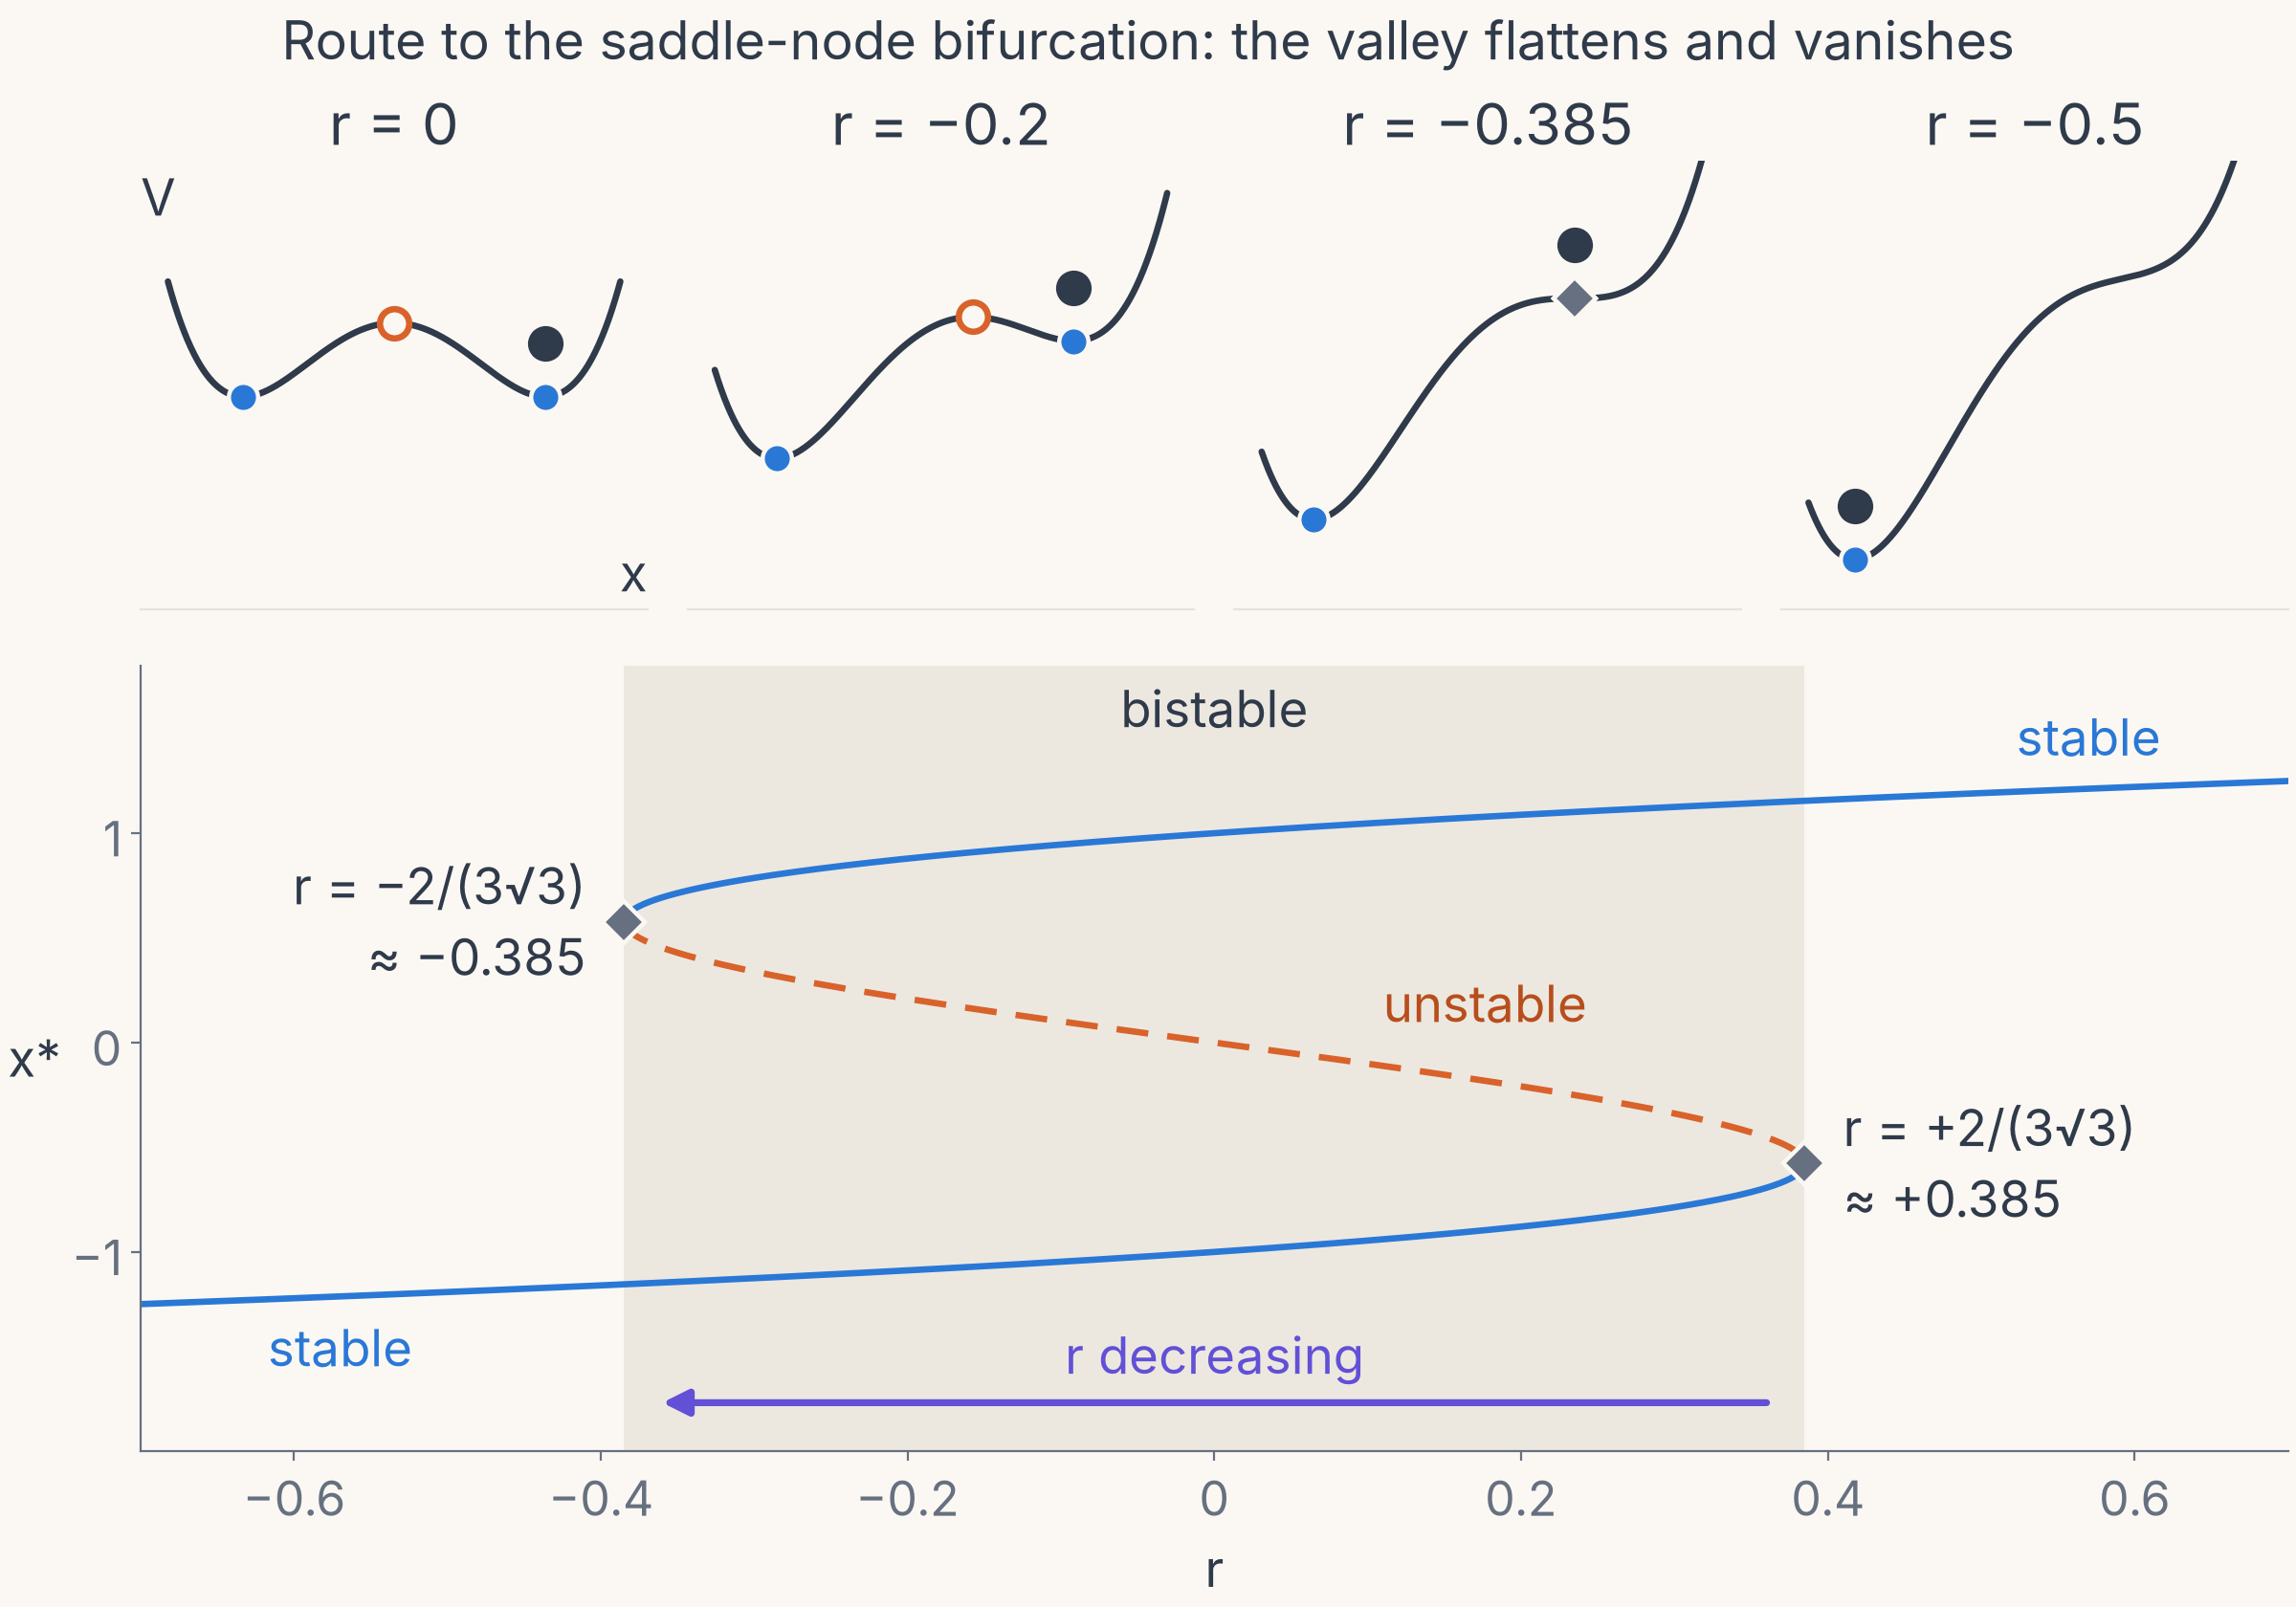 Route to the saddle-node bifurcation: the valley flattens and vanishes
r = 0
r = −0.2
r = −0.385
r = −0.5
V
x
bistable
stable
1
r = −2/(3√3)
≈ −0.385
unstable
x*
0
r = +2/(3√3)
≈ +0.385
−1
stable
r decreasing
−0.6
−0.4
−0.2
0
0.2
0.4
0.6
r